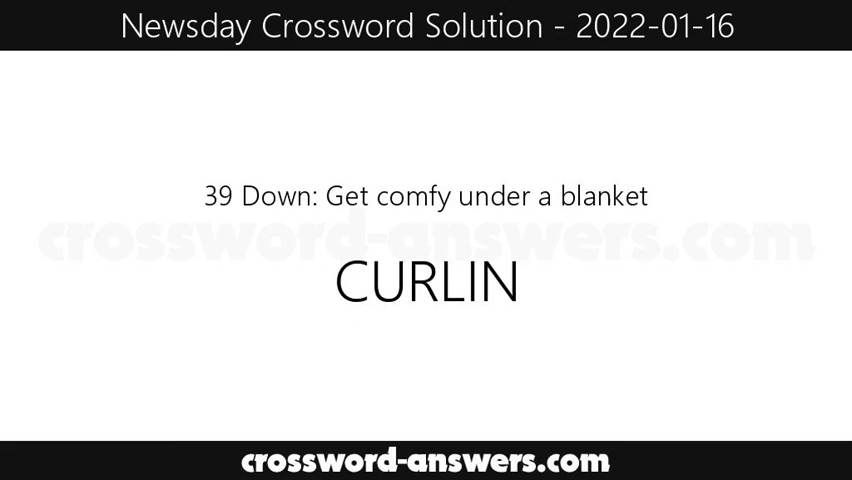 Newsday Crossword Solution - 2022-01-16
39 Down: Get comfy under a blanket
crossword-answers.com
CURLIN
crossword-answers.com